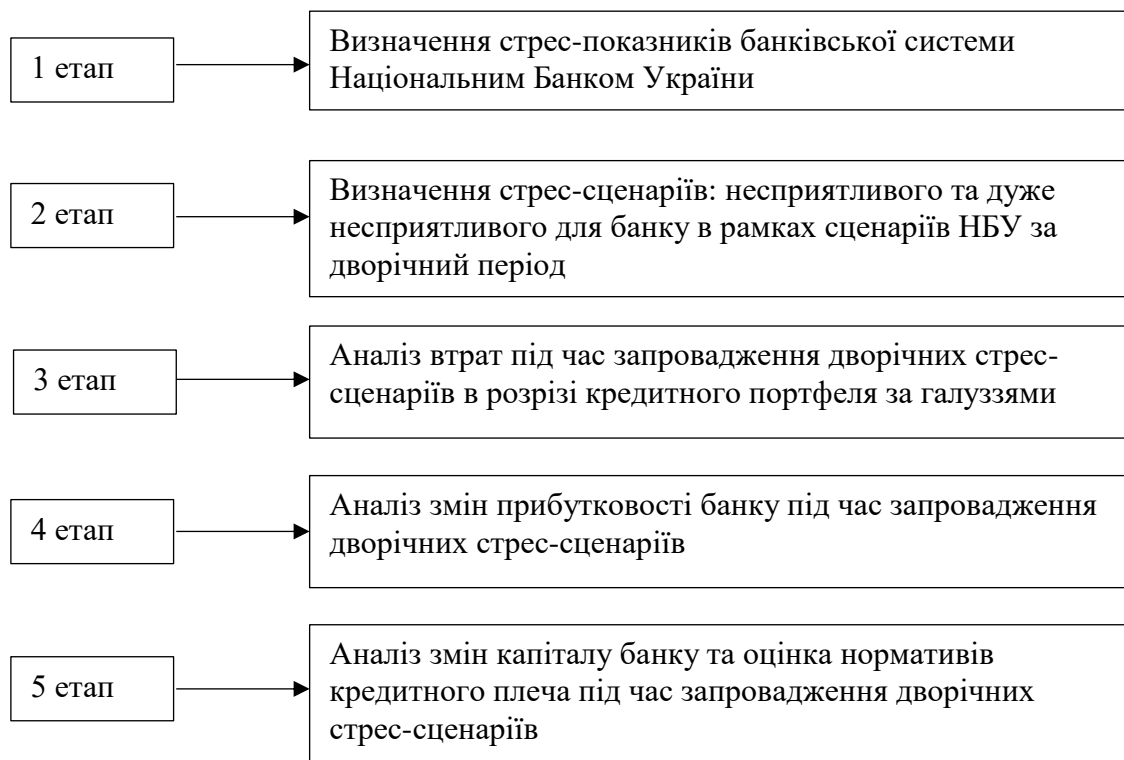 1 етап
Визначення стрес-показників банківської системи
Національним Банком України
2 етап
Визначення стрес-сценаріїв: несприятливого та дуже
несприятливого для банку в рамках сценаріїв НБУ за
дворічний період
3 етап
Аналіз втрат під час запровадження дворічних стрес-
сценаріїв в розрізі кредитного портфеля за галуззями
4 етап
Аналіз змін прибутковості банку під час запровадження
дворічних стрес-сценаріїв
5 етап
Аналіз змін капіталу банку та оцінка нормативів
кредитного плеча під час запровадження дворічних
стрес-сценаріїв